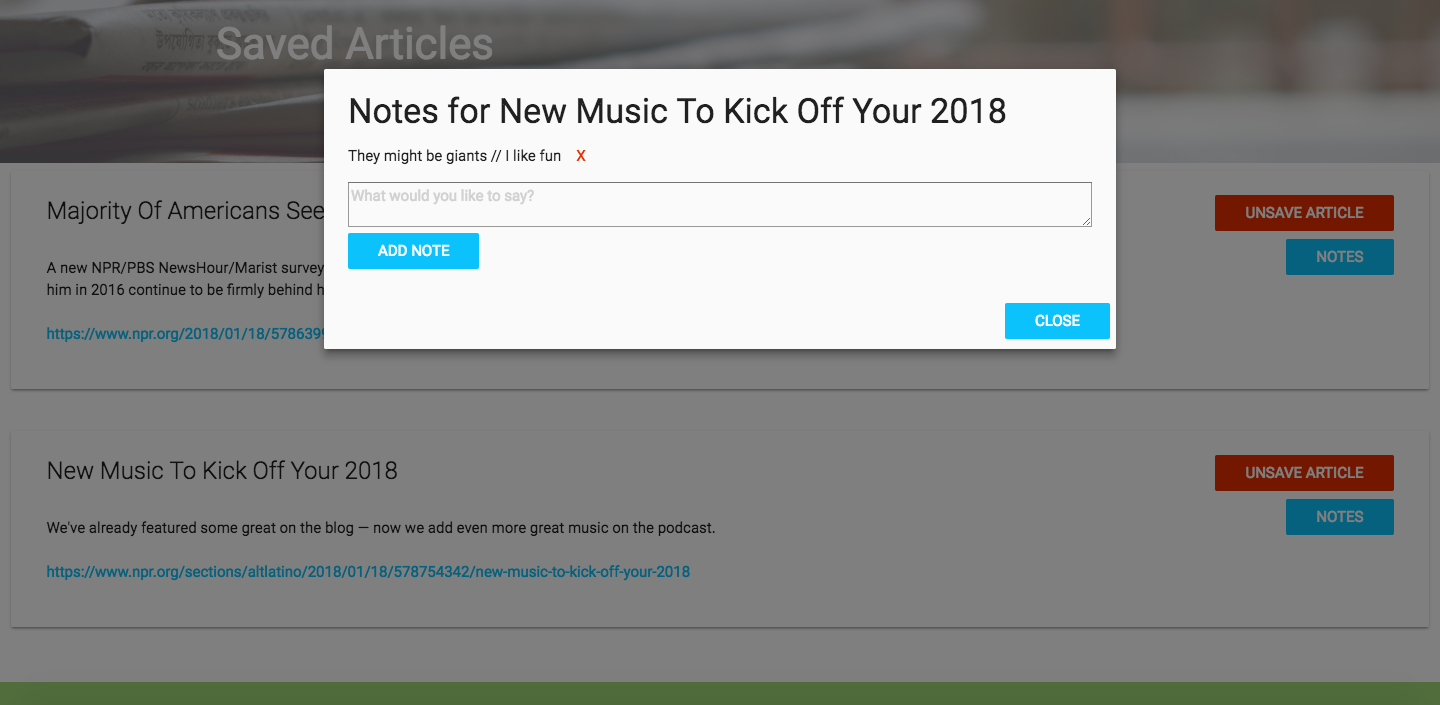 Saved Articles
Notes for New Music To Kick Off Your 2018
They might be giants // I like fun X
What would you like to say?
ADD NOTE
CLOSE
Majority Of Americans See
UNSAVE ARTICLE
NOTES
A new NPR/PBS NewsHour/Marist survey
him in 2016 continue to be firmly behind
https://www.npr.org/2018/01/18/578639
New Music To Kick Off Your 2018
UNSAVE ARTICLE
NOTES
We've already featured some great on the blog — now we add even more great music on the podcast.
https://www.npr.org/sections/altlatino/2018/01/18/578754342/new-music-to-kick-off-your-2018